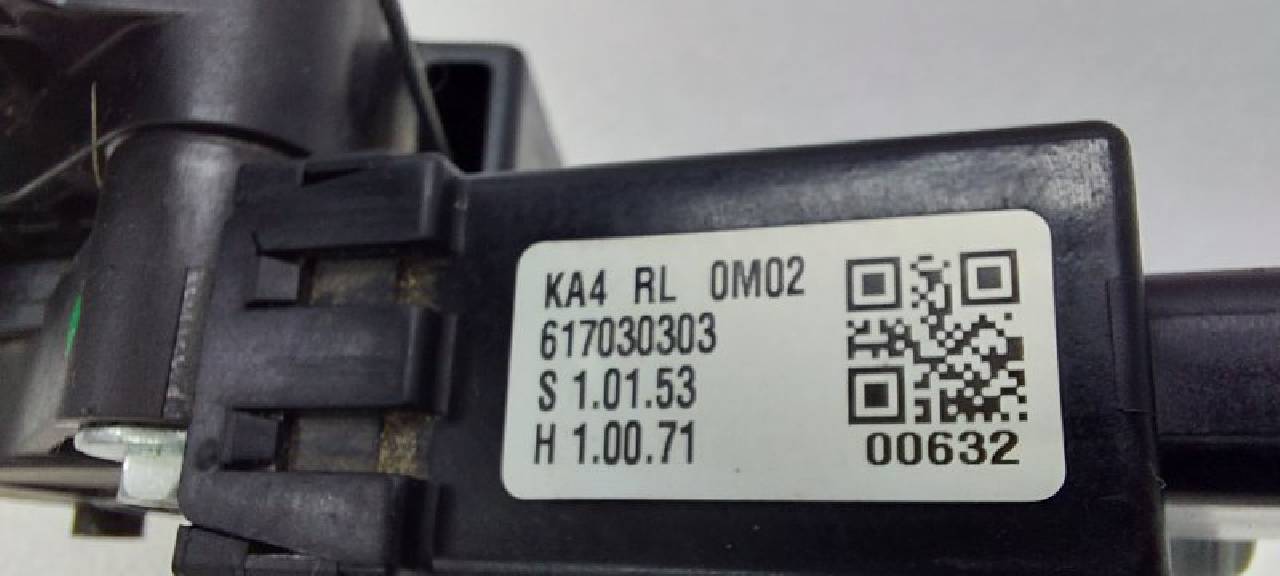 KA4 RL 0M02
617030303
S 1.01.53
H 1.00.71
00632